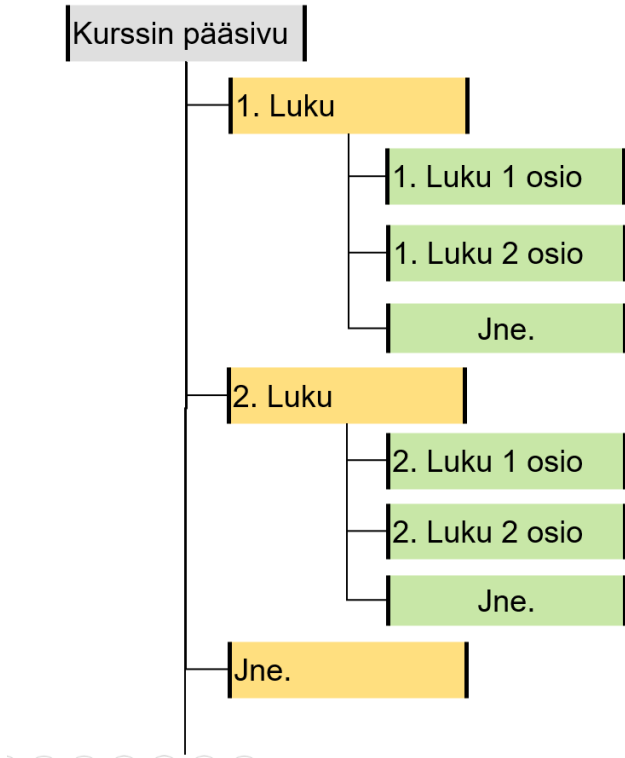 Kurssin pääsivu
1. Luku
1. Luku 1 osio
1. Luku 2 osio
Jne.
2. Luku
2. Luku 1 osio
2. Luku 2 osio
Jne.
Jne.